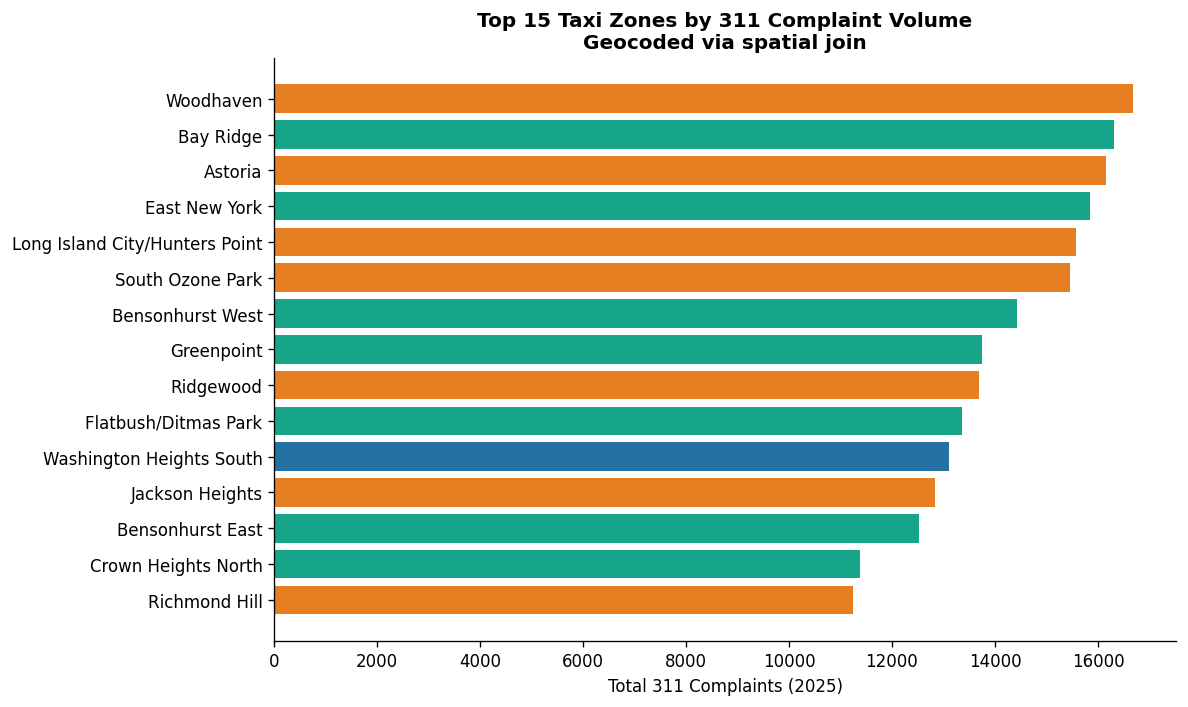 Top 15 Taxi Zones by 311 Complaint Volume
Geocoded via spatial join
Woodhaven
Bay Ridge
Astoria
East New York
Long Island City/Hunters Point
South Ozone Park
Bensonhurst West
Greenpoint
Ridgewood
Flatbush/Ditmas Park
Washington Heights South
Jackson Heights
Bensonhurst East
Crown Heights North
Richmond Hill
0 2000 4000 6000 8000 10000 12000 14000 16000
Total 311 Complaints (2025)